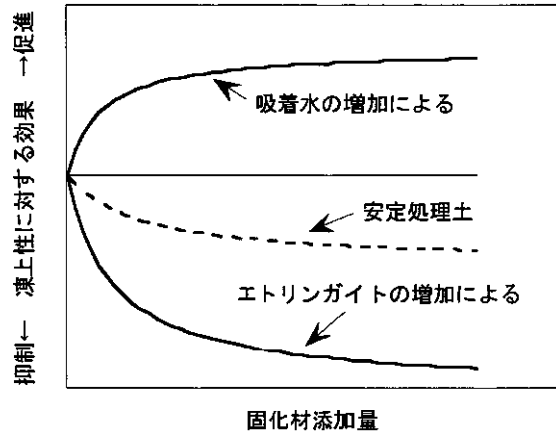 抑制← 凍上性に対する効果 →促進
吸着水の増加による
安定処理土
エトリンガイトの増加による
固化材添加量